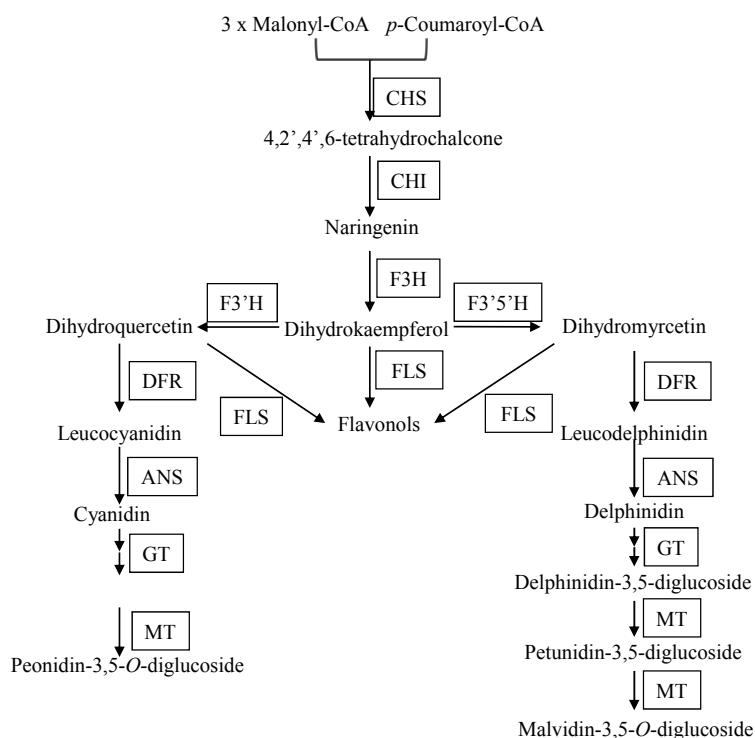 3 x Malonyl-CoA p-Coumaroyl-CoA
CHS
4,2’,4’,6-tetrahydrochalcone
CHI
Naringenin
F3H
F3’H
F3’5’H
Dihydroquercetin
Dihydrokaempferol
Dihydromyrcetin
DFR
FLS
DFR
FLS
FLS
Leucocyanidin
Flavonols
Leucodelphinidin
ANS
ANS
Cyanidin
Delphinidin
GT
GT
Delphinidin-3,5-diglucoside
MT
MT
Peonidin-3,5-O-diglucoside
Petunidin-3,5-diglucoside
MT
Malvidin-3,5-O-diglucoside